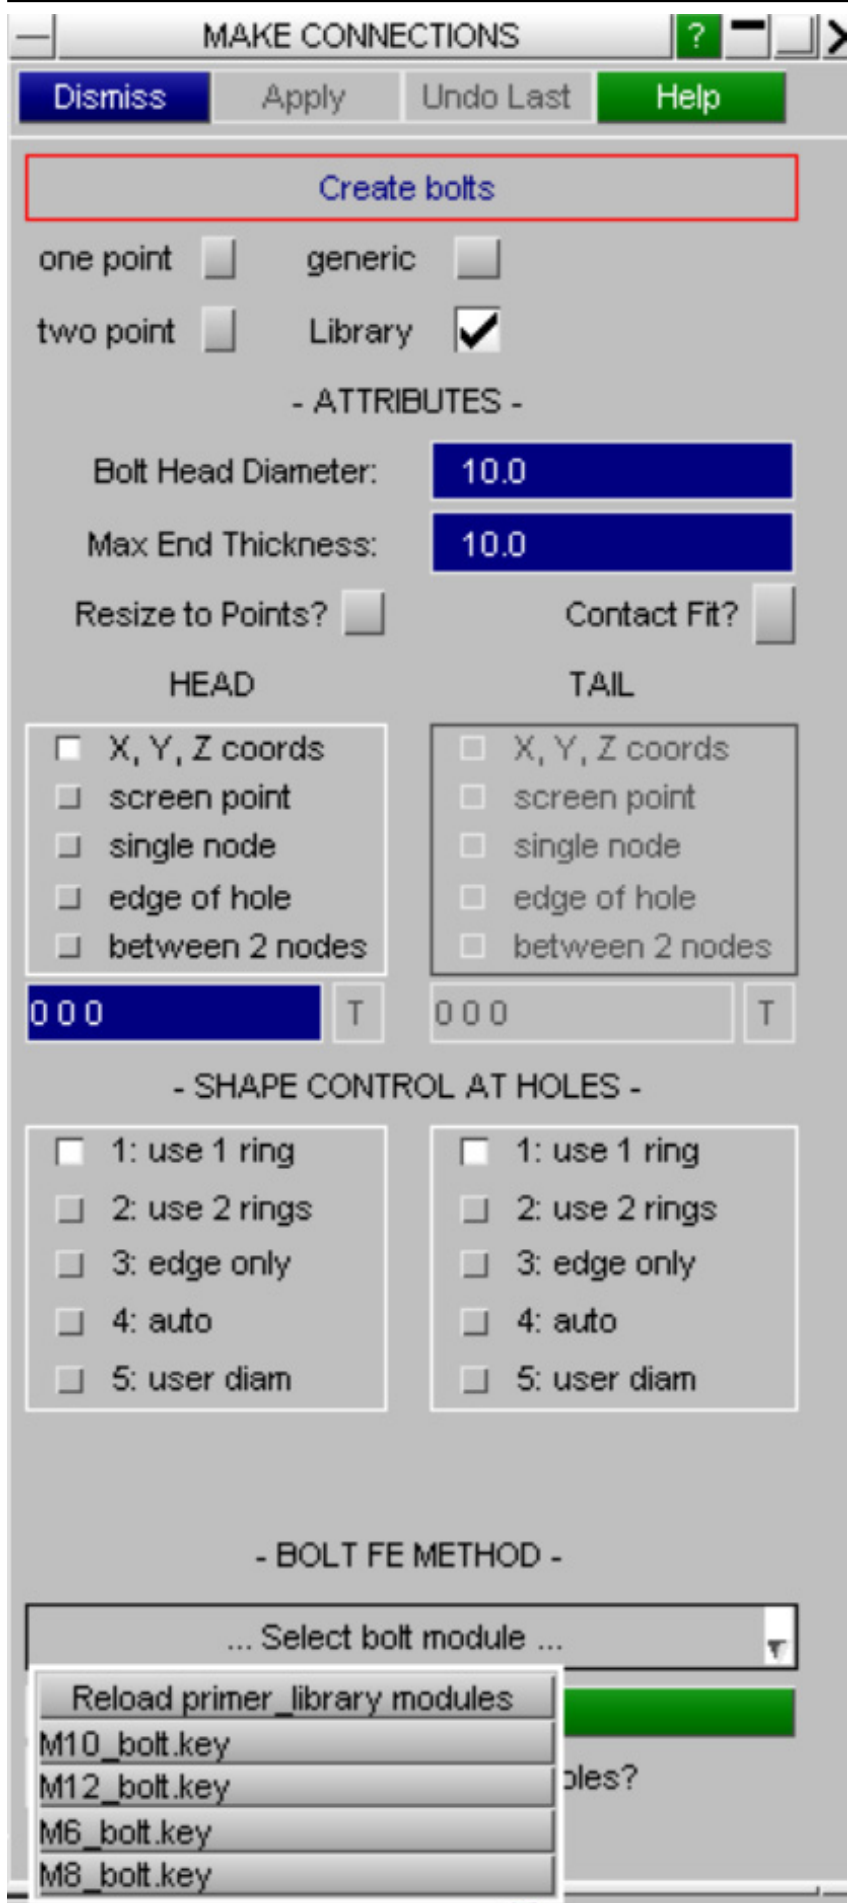 MAKE CONNECTIONS ?
Dismiss Apply Undo Last Help
Create bolts
one point generic
two point Library
- ATTRIBUTES -
Bolt Head Diameter: 10.0
Max End Thickness: 10.0
Resize to Points? Contact Fit?
HEAD TAIL
X, Y, Z coords X, Y, Z coords
screen point screen point
single node single node
edge of hole edge of hole
between 2 nodes between 2 nodes
0 0 0 T 0 0 0 T
- SHAPE CONTROL AT HOLES -
1: use 1 ring 1: use 1 ring
2: use 2 rings 2: use 2 rings
3: edge only 3: edge only
4: auto 4: auto
5: user diam 5: user diam
- BOLT FE METHOD -
... Select bolt module ...
Reload primer_library modules
M10_bolt.key
M12_bolt.key
M6_bolt.key
M8_bolt.key